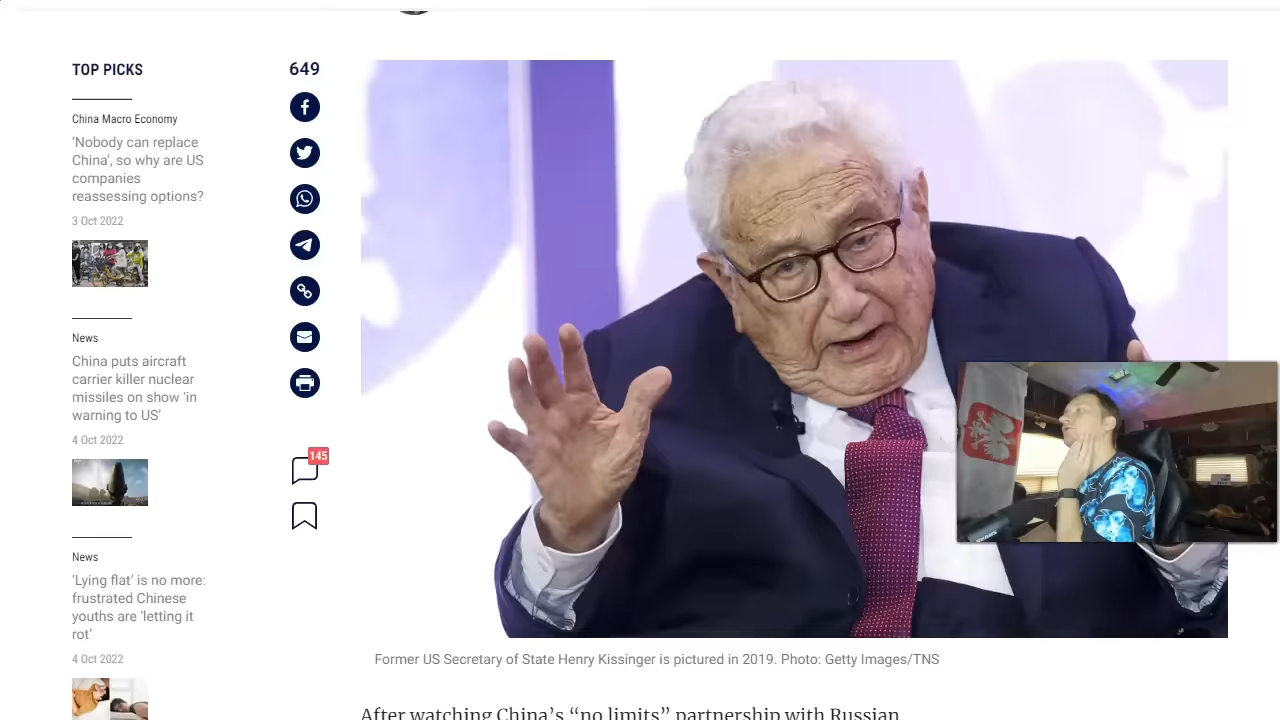 TOP PICKS
China Macro Economy
‘Nobody can replace
China’, so why are US
companies
reassessing options?
3 Oct 2022
News
China puts aircraft
carrier killer nuclear
missiles on show ‘in
warning to US’
4 Oct 2022
News
‘Lying flat’ is no more:
frustrated Chinese
youths are ‘letting it
rot’
4 Oct 2022
649
145
Former US Secretary of State Henry Kissinger is pictured in 2019. Photo: Getty Images/TNS
After watching China’s “no limits” partnership with Russian